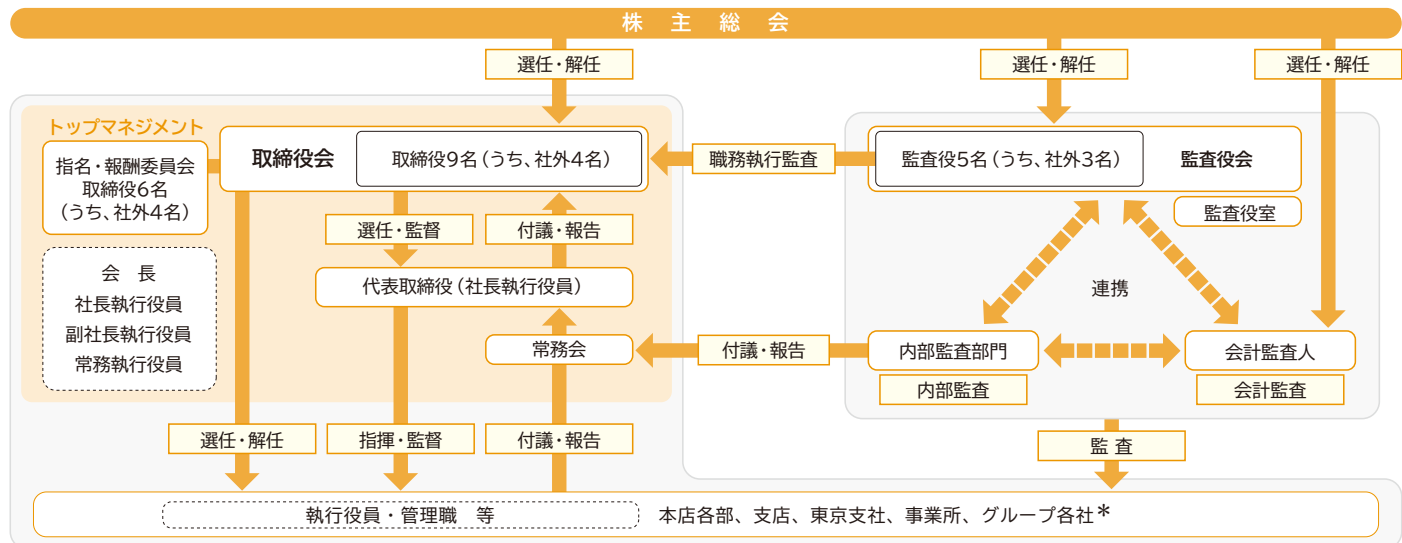 株主総会
選任・解任
選任・解任
選任・解任
トップマネジメント
指名・報酬委員会
取締役6名
（うち、社外4名）
取締役会
取締役9名（うち、社外4名）
職務執行監査
監査役5名（うち、社外3名）
監査役会
監査役室
選任・監督
付議・報告
会　長
社長執行役員
副社長執行役員
常務執行役員
代表取締役（社長執行役員）
連携
常務会
付議・報告
内部監査部門
会計監査人
内部監査
会計監査
選任・解任
指揮・監督
付議・報告
監 査
執行役員・管理職　等
本店各部、支店、東京支社、事業所、グループ各社＊